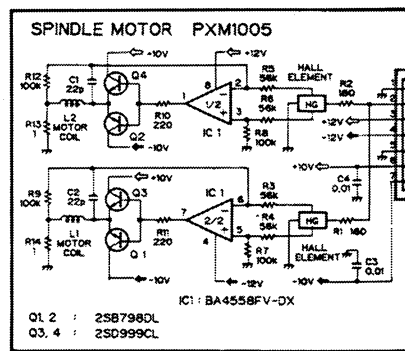 SPINDLE MOTOR PXM1005
-10V
+12V
HALL
ELEMENT
R12
100k
C1
22p
Q4
8
2
R5
56k
R2
180
1
1/2
R10
220
3
R6
56k
HG
R13
1
L2
MOTOR
COIL
Q2
IC 1
R8
100k
+12V
-12V
-10V
+10V
R9
100k
C2
22p
Q3
IC 1
6
R3
56k
C4
0.01
7
2/2
R11
220
5
R4
56k
HG
R1 180
R14
1
L1
MOTOR
COIL
Q 1
4
R7
100k
HALL
ELEMENT
C3
0.01
-10V
-12V
-10V
IC1 : BA4558FV-DX
Q1, 2 : 2SB798DL
Q3, 4 : 2SD999CL